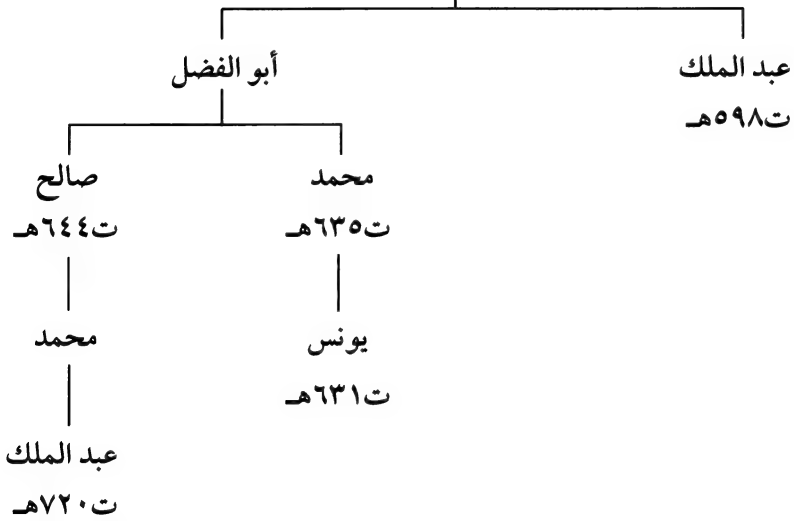 عبد الملك
ت٥٩٨هـ
أبو الفضل
محمد
ت٦٣٥هـ
صالح
ت٦٤٤هـ
يونس
ت٦٣١هـ
محمد
عبد الملك
ت٧٢٠هـ